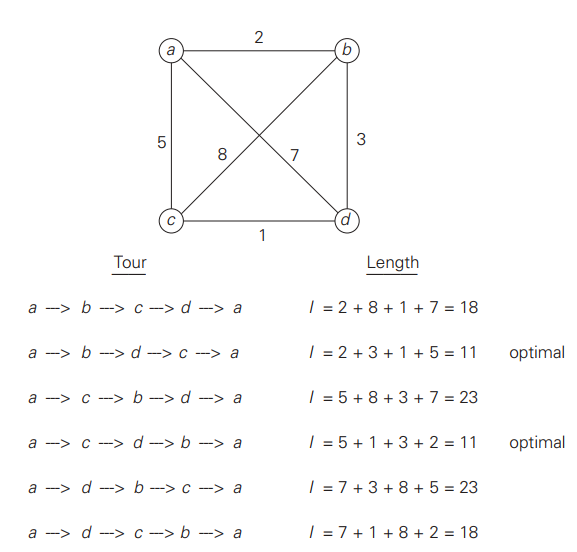 2
a b
5 8 7 3
c d
1
Tour Length
a ---> b ---> c ---> d ---> a l = 2 + 8 + 1 + 7 = 18
a ---> b ---> d ---> c ---> a l = 2 + 3 + 1 + 5 = 11 optimal
a ---> c ---> b ---> d ---> a l = 5 + 8 + 3 + 7 = 23
a ---> c ---> d ---> b ---> a l = 5 + 1 + 3 + 2 = 11 optimal
a ---> d ---> b ---> c ---> a l = 7 + 3 + 8 + 5 = 23
a ---> d ---> c ---> b ---> a l = 7 + 1 + 8 + 2 = 18